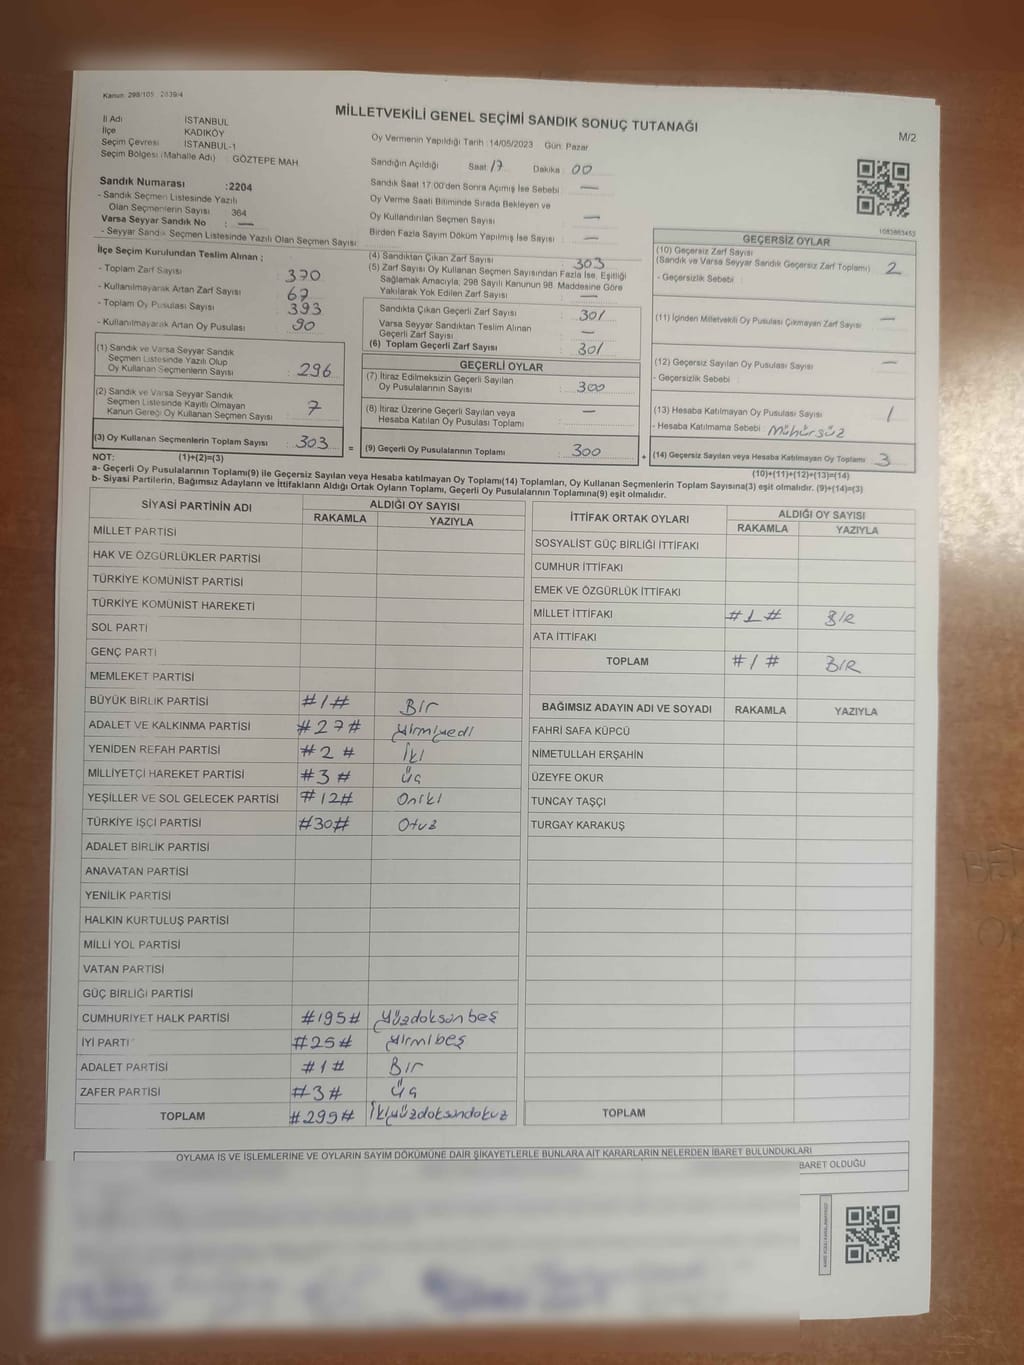 Kanun 298/105 2839/4
MİLLETVEKİLİ GENEL SEÇİMİ SANDIK SONUÇ TUTANAĞI
M/2
İl Adı İSTANBUL
İlçe KADIKÖY
Seçim Çevresi İSTANBUL-1
Seçim Bölgesi (Mahalle Adı) : GÖZTEPE MAH.
Oy Vermenin Yapıldığı Tarih :14/05/2023 Gün: Pazar
Sandığın Açıldığı Saat 17 Dakika : 00
Sandık Saat 17:00'den Sonra Açımış İse Sebebi : —
Oy Verme Saati Bitiminde Sırada Bekleyen ve
Oy Kullandırılan Seçmen Sayısı : —
Birden Fazla Sayım Döküm Yapılmış İse Sayısı : —
Sandık Numarası :2204
- Sandık Seçmen Listesinde Yazılı
Olan Seçmenlerin Sayısı : 364
Varsa Seyyar Sandık No : —
- Seyyar Sandık Seçmen Listesinde Yazılı Olan Seçmen Sayısı:
1083863453
İlçe Seçim Kurulundan Teslim Alınan :
- Toplam Zarf Sayısı : 370
- Kullanılmayarak Artan Zarf Sayısı : 67
- Toplam Oy Pusulası Sayısı : 393
- Kullanılmayarak Artan Oy Pusulası : 90
(1) Sandık ve Varsa Seyyar Sandık
Seçmen Listesinde Yazılı Olup
Oy Kullanan Seçmenlerin Sayısı : 296
(2) Sandık ve Varsa Seyyar Sandık
Seçmen Listesinde Kayıtlı Olmayan
Kanun Gereği Oy Kullanan Seçmen Sayısı : 7
(3) Oy Kullanan Seçmenlerin Toplam Sayısı : 303
(4) Sandıktan Çıkan Zarf Sayısı : 303
(5) Zarf Sayısı Oy Kullanan Seçmen Sayısından Fazla İse, Eşitliği
Sağlamak Amacıyla, 298 Sayılı Kanunun 98. Maddesine Göre
Yakılarak Yok Edilen Zarf Sayısı : —
Sandıkta Çıkan Geçerli Zarf Sayısı : 301
Varsa Seyyar Sandıktan Teslim Alınan
Geçerli Zarf Sayısı : —
(6) Toplam Geçerli Zarf Sayısı : 301
GEÇERLİ OYLAR
(7) İtiraz Edilmeksizin Geçerli Sayılan
Oy Pusulalarının Sayısı : 300
(8) İtiraz Üzerine Geçerli Sayılan veya
Hesaba Katılan Oy Pusulası Toplamı : —
= (9) Geçerli Oy Pusulalarının Toplamı : 300
GEÇERSİZ OYLAR
(10) Geçersiz Zarf Sayısı
(Sandık ve Varsa Seyyar Sandık Geçersiz Zarf Toplamı) : 2
- Geçersizlik Sebebi :
(11) İçinden Milletvekili Oy Pusulası Çıkmayan Zarf Sayısı : —
(12) Geçersiz Sayılan Oy Pusulası Sayısı : —
- Geçersizlik Sebebi :
(13) Hesaba Katılmayan Oy Pusulası Sayısı : 1
- Hesaba Katılmama Sebebi : Mühürsüz
+ (14) Geçersiz Sayılan veya Hesaba Katılmayan Oy Toplamı : 3
NOT: (1)+(2)=(3) (10)+(11)+(12)+(13)=(14)
a- Geçerli Oy Pusulalarının Toplamı(9) ile Geçersiz Sayılan veya Hesaba katılmayan Oy Toplamı(14) Toplamları, Oy Kullanan Seçmenlerin Toplam Sayısına(3) eşit olmalıdır. (9)+(14)=(3)
b- Siyasi Partilerin, Bağımsız Adayların ve İttifakların Aldığı Ortak Oyların Toplamı, Geçerli Oy Pusulalarının Toplamına(9) eşit olmalıdır.
SİYASİ PARTİNİN ADI ALDIĞI OY SAYISI
RAKAMLA YAZIYLA
MİLLET PARTİSİ
HAK VE ÖZGÜRLÜKLER PARTİSİ
TÜRKİYE KOMÜNİST PARTİSİ
TÜRKİYE KOMÜNİST HAREKETİ
SOL PARTİ
GENÇ PARTİ
MEMLEKET PARTİSİ
BÜYÜK BİRLİK PARTİSİ #1# Bir
ADALET VE KALKINMA PARTİSİ #27# yirmiyedi
YENİDEN REFAH PARTİSİ #2# İki
MİLLİYETÇİ HAREKET PARTİSİ #3# Üç
YEŞİLLER VE SOL GELECEK PARTİSİ #12# Oniki
TÜRKİYE İŞÇİ PARTİSİ #30# Otuz
ADALET BİRLİK PARTİSİ
ANAVATAN PARTİSİ
YENİLİK PARTİSİ
HALKIN KURTULUŞ PARTİSİ
MİLLİ YOL PARTİSİ
VATAN PARTİSİ
GÜÇ BİRLİĞİ PARTİSİ
CUMHURİYET HALK PARTİSİ #195# Yüzdoksanbeş
İYİ PARTİ #25# yirmibeş
ADALET PARTİSİ #1# Bir
ZAFER PARTİSİ #3# Üç
TOPLAM #299# İkiyüzdoksandokuz
İTTİFAK ORTAK OYLARI ALDIĞI OY SAYISI
RAKAMLA YAZIYLA
SOSYALİST GÜÇ BİRLİĞİ İTTİFAKI
CUMHUR İTTİFAKI
EMEK VE ÖZGÜRLÜK İTTİFAKI
MİLLET İTTİFAKI #1# BİR
ATA İTTİFAKI
TOPLAM #1# BİR
BAĞIMSIZ ADAYIN ADI VE SOYADI RAKAMLA YAZIYLA
FAHRİ SAFA KÜPCÜ
NİMETULLAH ERŞAHİN
ÜZEYFE OKUR
TUNCAY TAŞÇI
TURGAY KARAKUŞ
TOPLAM
OYLAMA İŞ VE İŞLEMLERİNE VE OYLARIN SAYIM DÖKÜMÜNE DAİR ŞİKAYETLERLE BUNLARA AİT KARARLARIN NELERDEN İBARET BULUNDUKLARI
BARET OLDUĞU